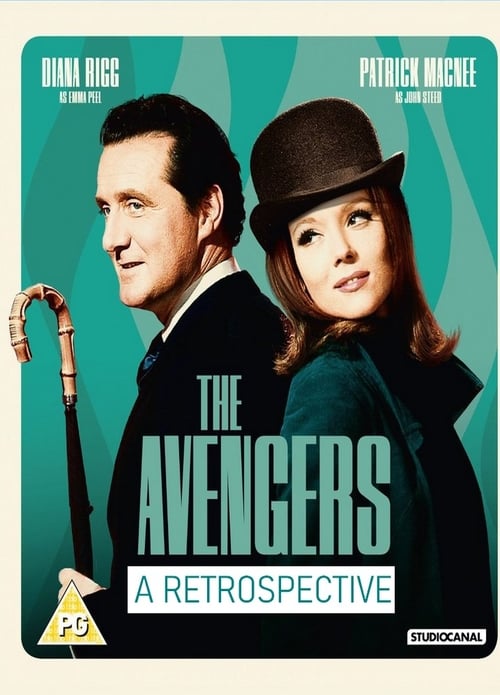 DIANA RIGG
AS EMMA PEEL
PATRICK MACNEE
AS JOHN STEED
THE
AVENGERS
A RETROSPECTIVE
PG
STUDIOCANAL